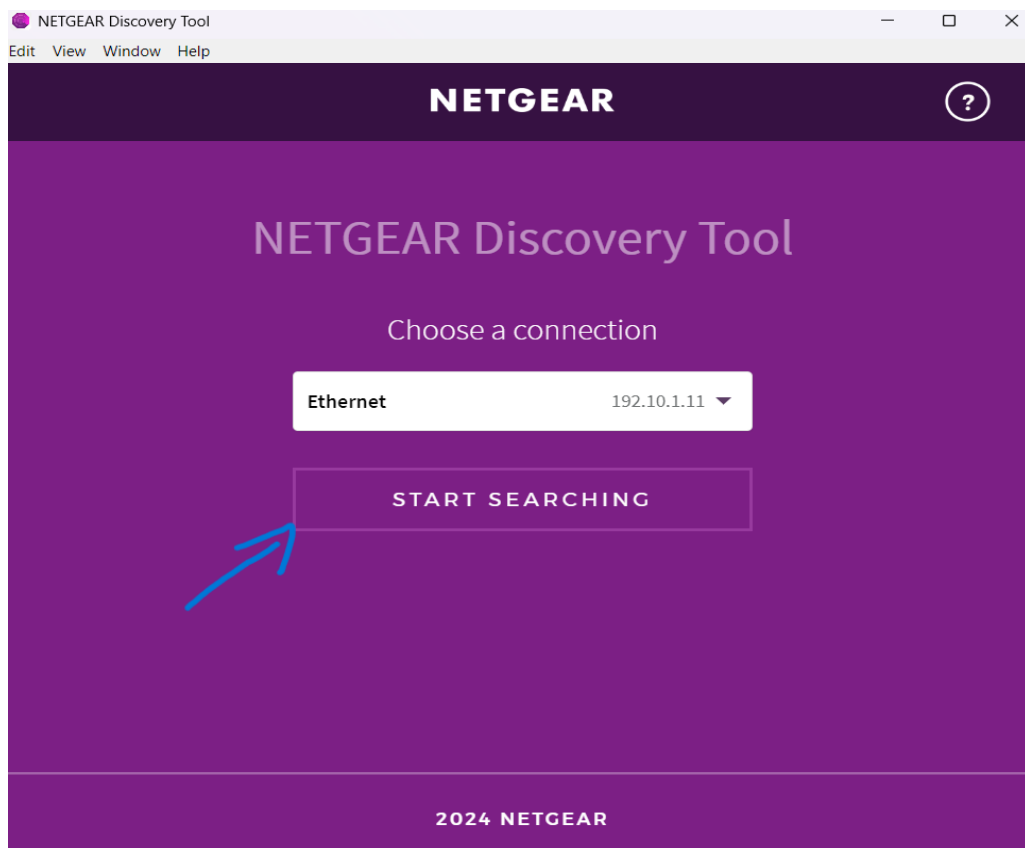 NETGEAR Discovery Tool
Edit View Window Help
NETGEAR
?
NETGEAR Discovery Tool
Choose a connection
Ethernet 192.10.1.11
START SEARCHING
2024 NETGEAR